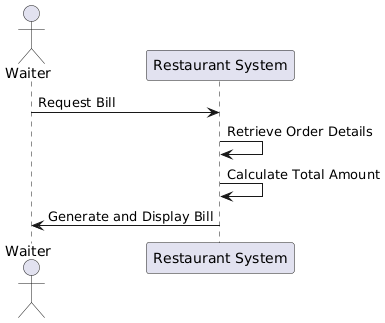 Waiter
Restaurant System
Request Bill
Retrieve Order Details
Calculate Total Amount
Generate and Display Bill
Waiter
Restaurant System